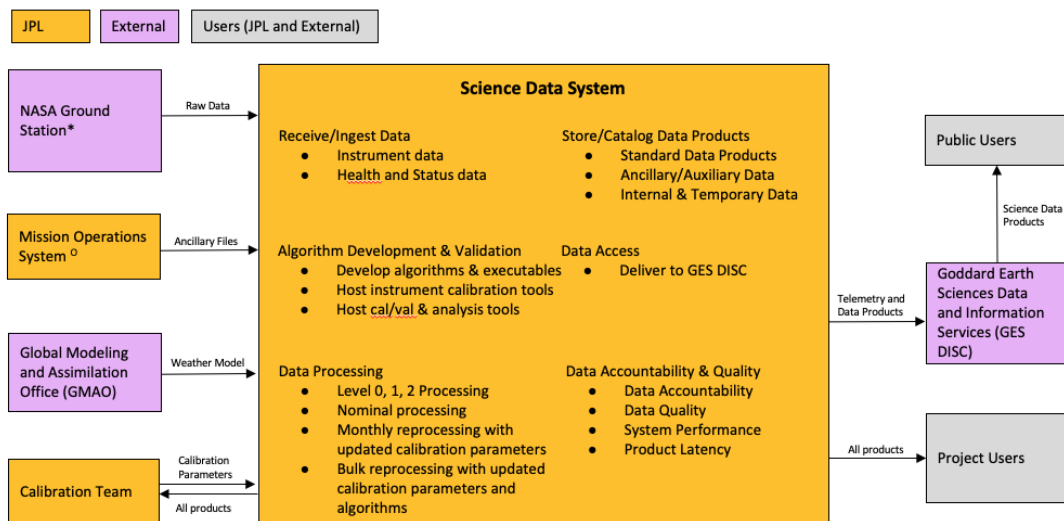 JPL
External
Users (JPL and External)
NASA Ground
Station*
Raw Data
Mission Operations
System O
Ancillary Files
Global Modeling
and Assimilation
Office (GMAO)
Weather Model
Calibration Team
Calibration
Parameters
All products
Science Data System
Receive/Ingest Data
● Instrument data
● Health and Status data
Algorithm Development & Validation
● Develop algorithms & executables
● Host instrument calibration tools
● Host cal/val & analysis tools
Data Processing
● Level 0, 1, 2 Processing
● Nominal processing
● Monthly reprocessing with
updated calibration parameters
● Bulk reprocessing with updated
calibration parameters and
algorithms
Store/Catalog Data Products
● Standard Data Products
● Ancillary/Auxiliary Data
● Internal & Temporary Data
Data Access
● Deliver to GES DISC
Data Accountability & Quality
● Data Accountability
● Data Quality
● System Performance
● Product Latency
Telemetry and
Data Products
All products
Public Users
Science Data
Products
Goddard Earth
Sciences Data
and Information
Services (GES
DISC)
Project Users